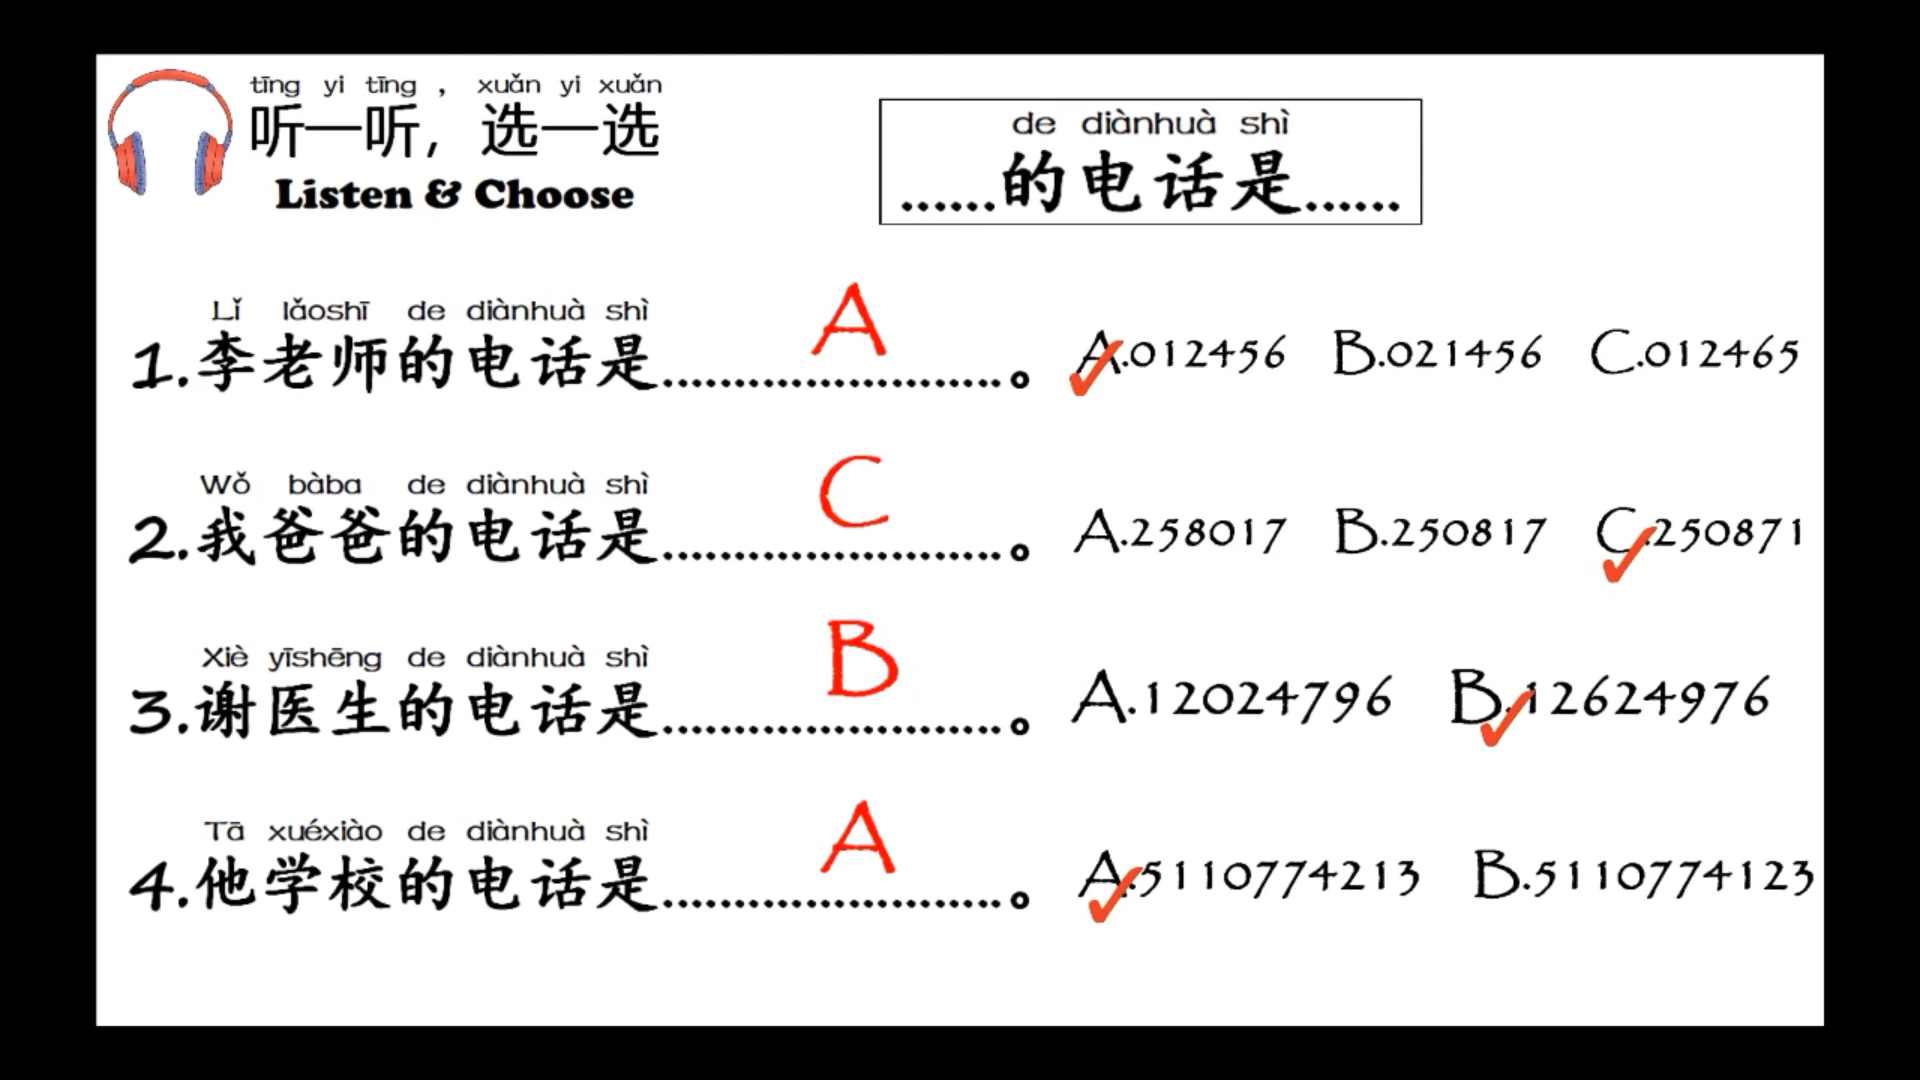 tīng yi tīng , xuǎn yi xuǎn
听一听, 选一选
Listen & Choose
de diànhuà shì
......的电话是......
Lǐ lǎoshī de diànhuà shì
1.李老师的电话是........................。 A A.012456 B.021456 C.012465
Wǒ bàba de diànhuà shì
2.我爸爸的电话是........................。 C A.258017 B.250817 C.250871
Xiè yīshēng de diànhuà shì
3.谢医生的电话是........................。 B A.12024796 B.12624976
Tā xuéxiào de diànhuà shì
4.他学校的电话是........................。 A A.5110774213 B.5110774123